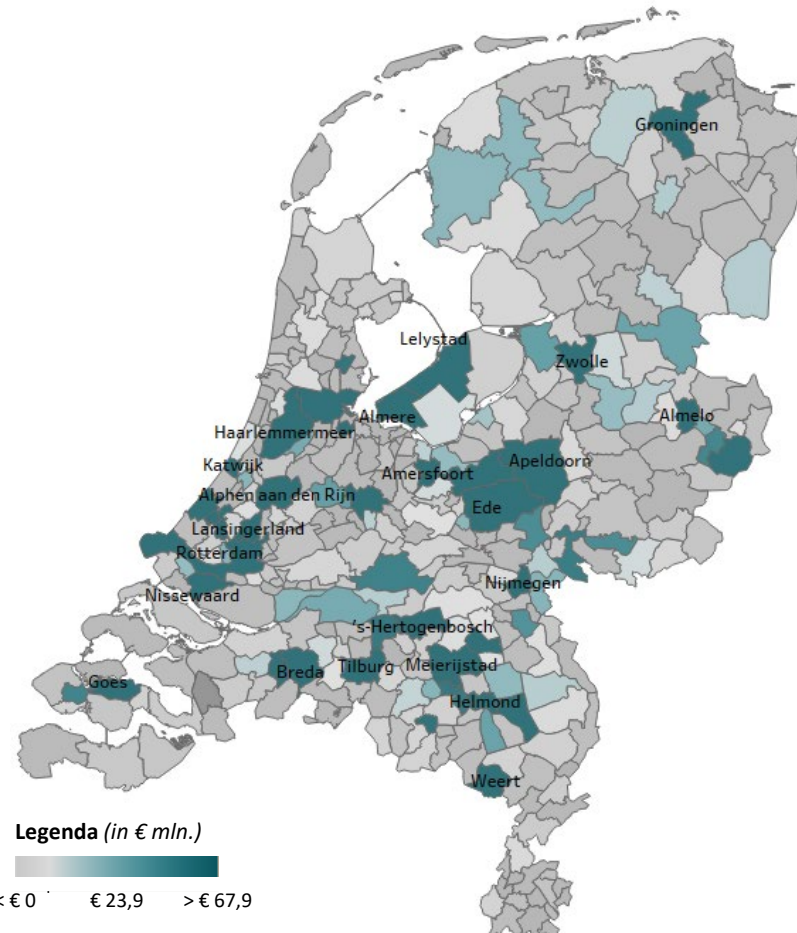 Groningen
Lelystad
Zwolle
Almere
Almelo
Haarlemmermeer
Katwijk
Amersfoort
Apeldoorn
Alphen aan den Rijn
Ede
Lansingerland
Rotterdam
Nijmegen
Nissewaard
's-Hertogenbosch
Meierijstad
Tilburg
Breda
Goes
Helmond
Weert
Legenda (in € mln.)
< € 0 € 23,9 > € 67,9